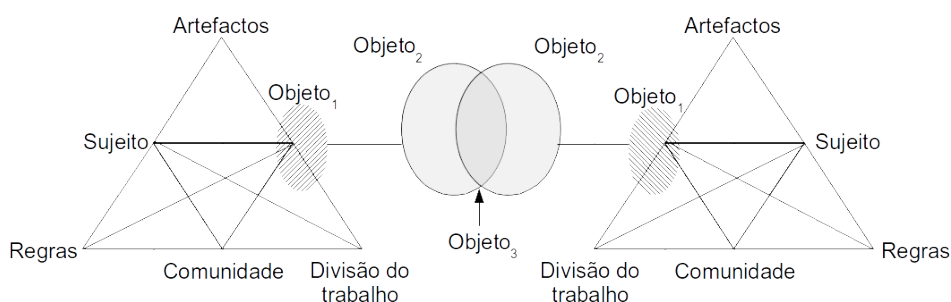 Artefactos
Artefactos
Objeto2
Objeto2
Objeto1
Objeto1
Sujeito
Sujeito
Regras
Comunidade
Divisão do
trabalho
Objeto3
Divisão do
trabalho
Comunidade
Regras